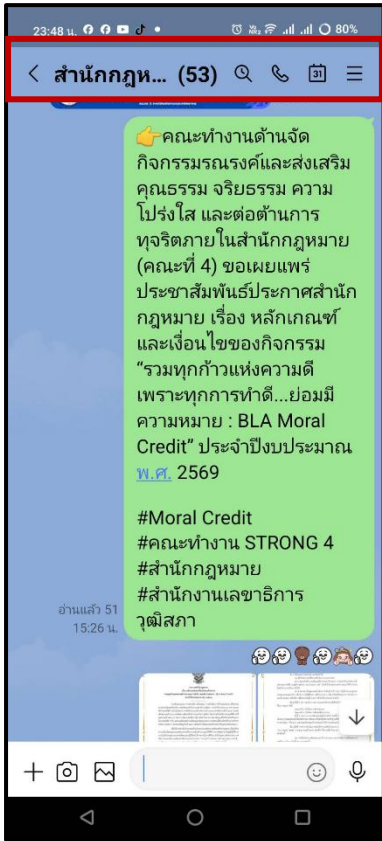 23:48 น.
80%
สำนักกฎห... (53)
31
👉คณะทำงานด้านจัด
กิจกรรมรณรงค์และส่งเสริม
คุณธรรม จริยธรรม ความ
โปร่งใส และต่อต้านการ
ทุจริตภายในสำนักกฎหมาย
(คณะที่ 4) ขอเผยแพร่
ประชาสัมพันธ์ประกาศสำนัก
กฎหมาย เรื่อง หลักเกณฑ์
และเงื่อนไขของกิจกรรม
“รวมทุกก้าวแห่งความดี
เพราะทุกการทำดี...ย่อมมี
ความหมาย : BLA Moral
Credit” ประจำปีงบประมาณ
พ.ศ. 2569
#Moral Credit
#คณะทำงาน STRONG 4
#สำนักกฎหมาย
#สำนักงานเลขาธิการ
วุฒิสภา
อ่านแล้ว 51
15:26 น.